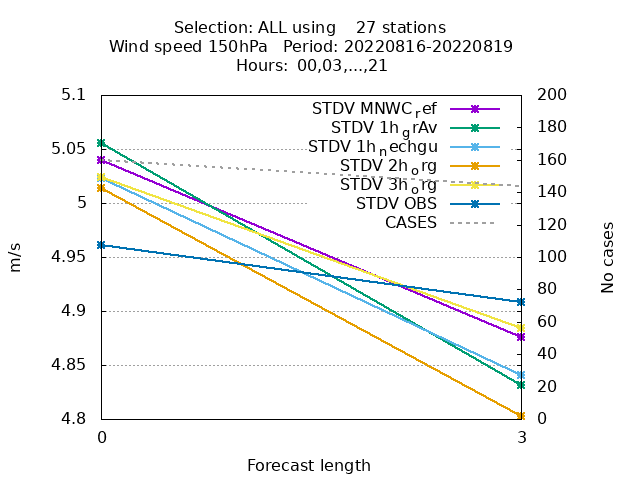 Selection: ALL using 27 stations
Wind speed 150hPa Period: 20220816-20220819
Hours: 00,03,...,21
5.1
5.05
5
4.95
4.9
4.85
4.8
m/s
STDV MNWC_ref
STDV 1h_grAv
STDV 1h_nechgu
STDV 2h_org
STDV 3h_org
STDV OBS
CASES
200
180
160
140
120
100
80
60
40
20
0
No cases
0 3
Forecast length